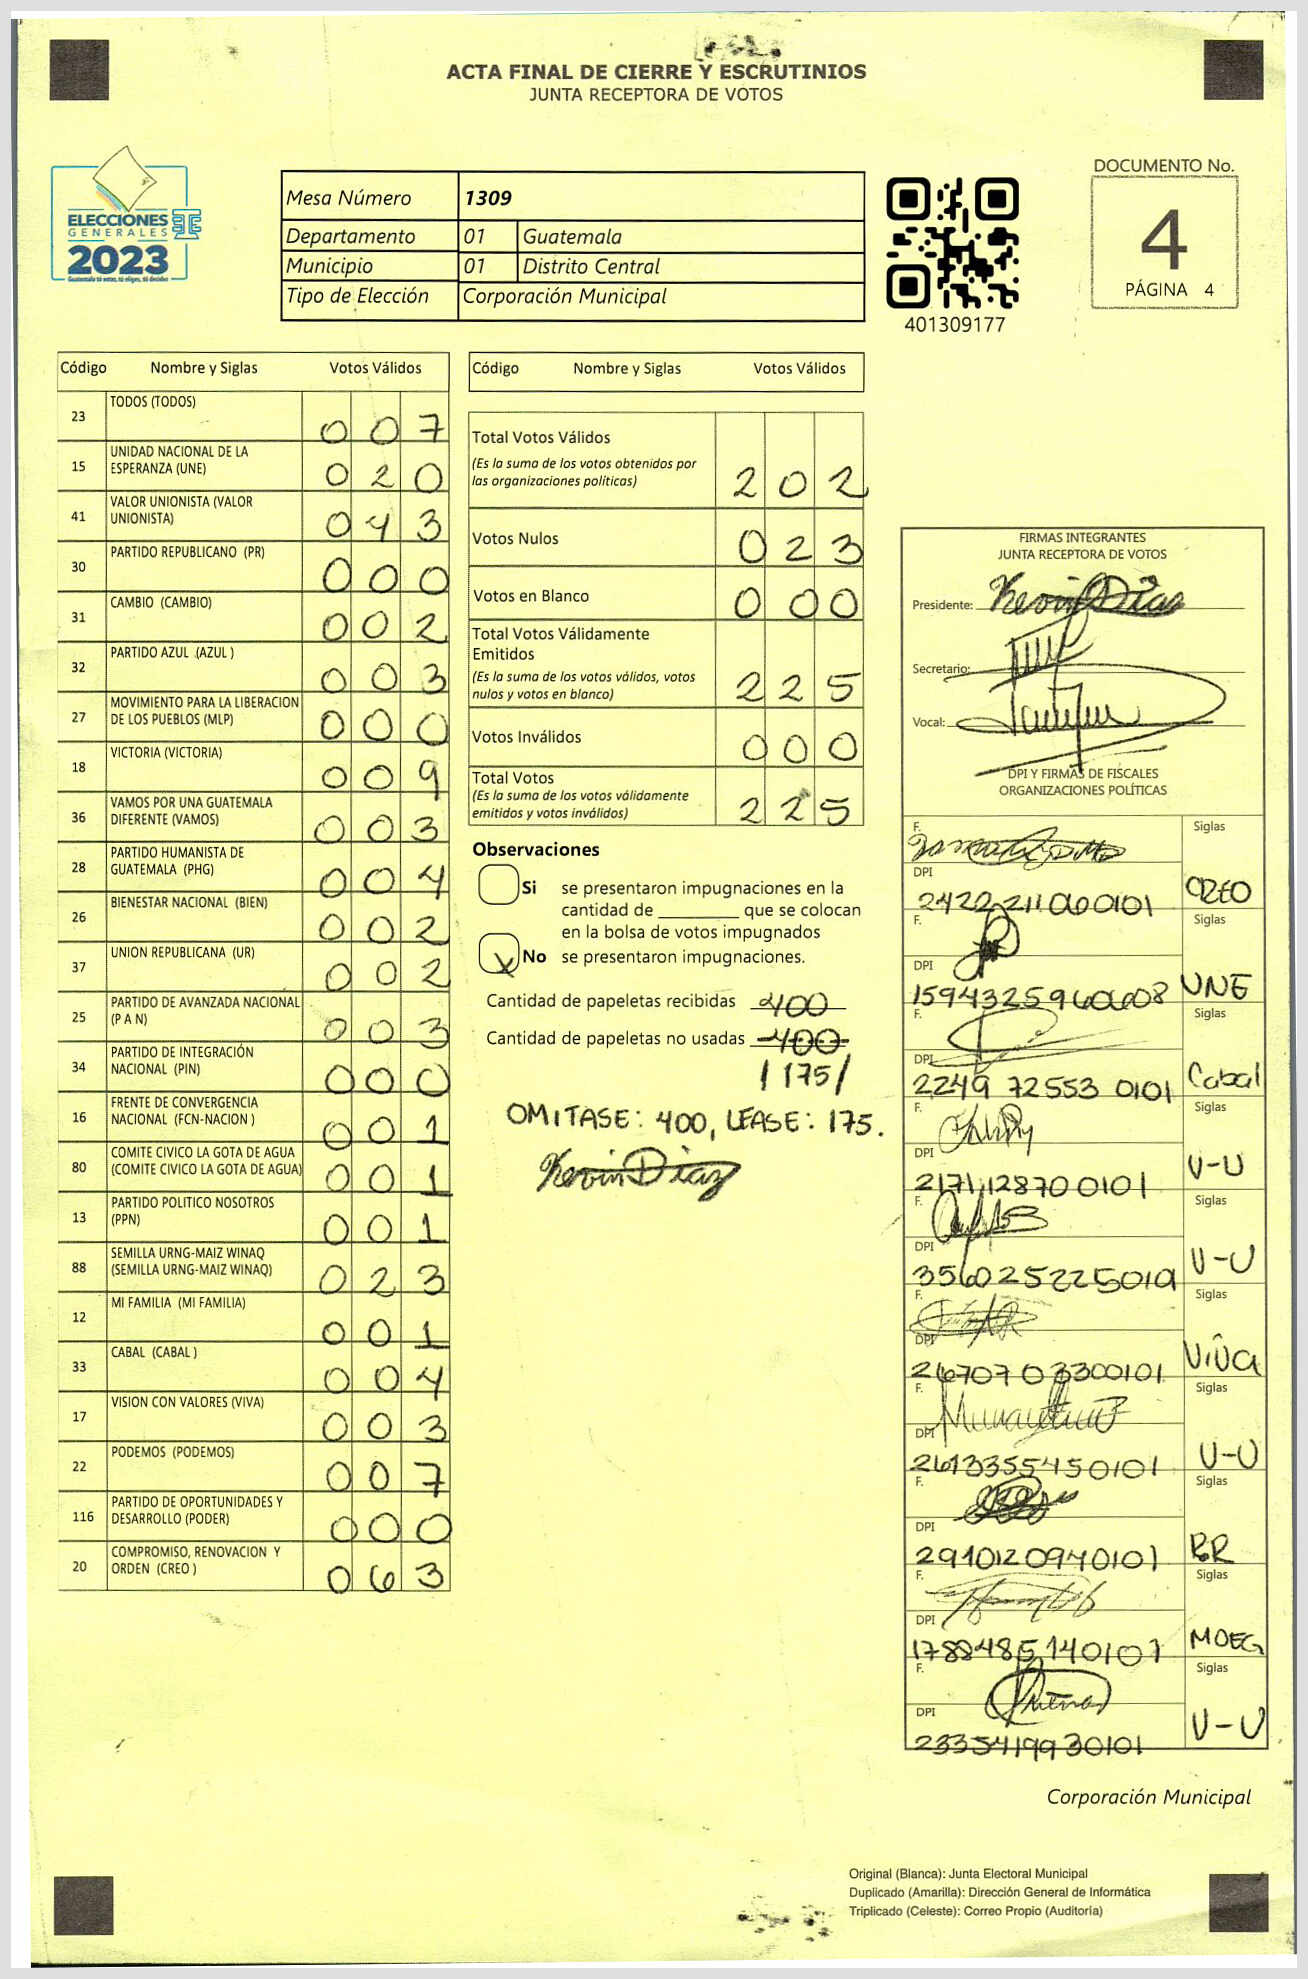 ACTA FINAL DE CIERRE Y ESCRUTINIOS
JUNTA RECEPTORA DE VOTOS
ELECCIONES
GENERALES
2023
Guatemala tú votas, tú eliges, tú decides
Mesa Número 1309
Departamento 01 Guatemala
Municipio 01 Distrito Central
Tipo de Elección Corporación Municipal
401309177
DOCUMENTO No.
4
PÁGINA 4
Código Nombre y Siglas Votos Válidos
23 TODOS (TODOS) 0 0 7
15 UNIDAD NACIONAL DE LA
ESPERANZA (UNE) 0 2 0
41 VALOR UNIONISTA (VALOR
UNIONISTA) 0 4 3
30 PARTIDO REPUBLICANO (PR) 0 0 0
31 CAMBIO (CAMBIO) 0 0 2
32 PARTIDO AZUL (AZUL ) 0 0 3
27 MOVIMIENTO PARA LA LIBERACION
DE LOS PUEBLOS (MLP) 0 0 0
18 VICTORIA (VICTORIA) 0 0 9
36 VAMOS POR UNA GUATEMALA
DIFERENTE (VAMOS) 0 0 3
28 PARTIDO HUMANISTA DE
GUATEMALA (PHG) 0 0 4
26 BIENESTAR NACIONAL (BIEN) 0 0 2
37 UNION REPUBLICANA (UR) 0 0 2
25 PARTIDO DE AVANZADA NACIONAL
(P A N) 0 0 3
34 PARTIDO DE INTEGRACIÓN
NACIONAL (PIN) 0 0 0
16 FRENTE DE CONVERGENCIA
NACIONAL (FCN-NACION ) 0 0 1
80 COMITE CIVICO LA GOTA DE AGUA
(COMITE CIVICO LA GOTA DE AGUA) 0 0 1
13 PARTIDO POLITICO NOSOTROS
(PPN) 0 0 1
88 SEMILLA URNG-MAIZ WINAQ
(SEMILLA URNG-MAIZ WINAQ) 0 2 3
12 MI FAMILIA (MI FAMILIA) 0 0 1
33 CABAL (CABAL ) 0 0 4
17 VISION CON VALORES (VIVA) 0 0 3
22 PODEMOS (PODEMOS) 0 0 7
116 PARTIDO DE OPORTUNIDADES Y
DESARROLLO (PODER) 0 0 0
20 COMPROMISO, RENOVACION Y
ORDEN (CREO ) 0 6 3
Código Nombre y Siglas Votos Válidos
Total Votos Válidos
(Es la suma de los votos obtenidos por
las organizaciones políticas) 2 0 2
Votos Nulos 0 2 3
Votos en Blanco 0 0 0
Total Votos Válidamente
Emitidos
(Es la suma de los votos válidos, votos
nulos y votos en blanco) 2 2 5
Votos Inválidos 0 0 0
Total Votos
(Es la suma de los votos válidamente
emitidos y votos inválidos) 2 2 5
Observaciones
Si se presentaron impugnaciones en la
cantidad de ________ que se colocan
en la bolsa de votos impugnados
X No se presentaron impugnaciones.
Cantidad de papeletas recibidas 400
Cantidad de papeletas no usadas 400
/ 175 /
OMITASE: 400, LEASE: 175.
Kevin Diaz
FIRMAS INTEGRANTES
JUNTA RECEPTORA DE VOTOS
Presidente: Kevin Diaz
Secretario:
Vocal:
DPI Y FIRMAS DE FISCALES
ORGANIZACIONES POLÍTICAS
F. Siglas
DPI
2422 21106 0101 CREO
F. Siglas
DPI
1594325960608 UNE
F. Siglas
DPI
2249 72553 0101 Cabal
F. Siglas
DPI
2171128700101 U-U
F. Siglas
DPI
3560252250101 U-U
F. Siglas
DPI
2670703300101 ViVa
F. Siglas
DPI
2613355450101 U-U
F. Siglas
DPI
2910120940101
F. Siglas
DPI
1788485140101 MOEG
F. Siglas
DPI
2335419930101 U-U
Corporación Municipal
Original (Blanca): Junta Electoral Municipal
Duplicado (Amarilla): Dirección General de Informática
Triplicado (Celeste): Correo Propio (Auditoría)